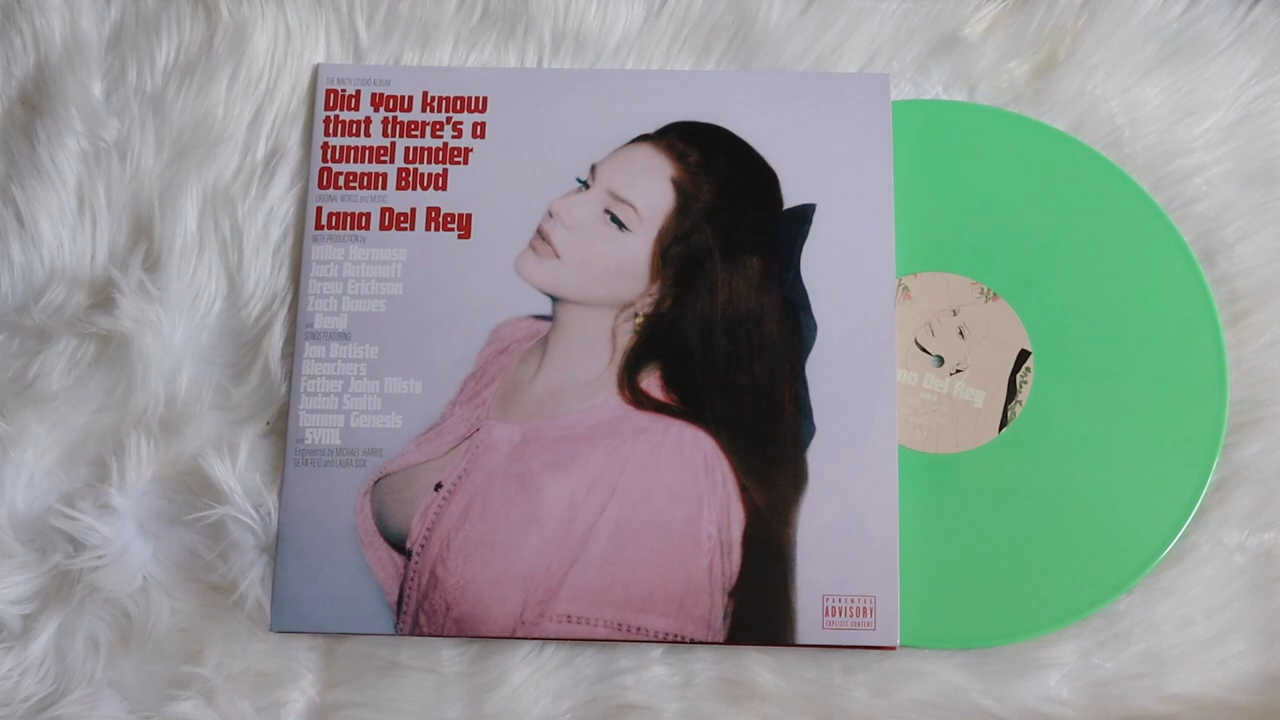 THE NINTH STUDIO ALBUM
Did you know
that there's a
tunnel under
Ocean Blvd
ORIGINAL WORDS and MUSIC
Lana Del Rey
WITH PRODUCTION by
Mike Hermosa
Jack Antonoff
Drew Erickson
Zach Dawes
and Benji
SONGS FEATURING
Jon Batiste
Bleachers
Father John Misty
Judah Smith
Tommy Genesis
and SYML
Engineered by MICHAEL HARRIS
DEAN REID and LAURA SISK
PARENTAL
ADVISORY
EXPLICIT CONTENT
na Del Rey